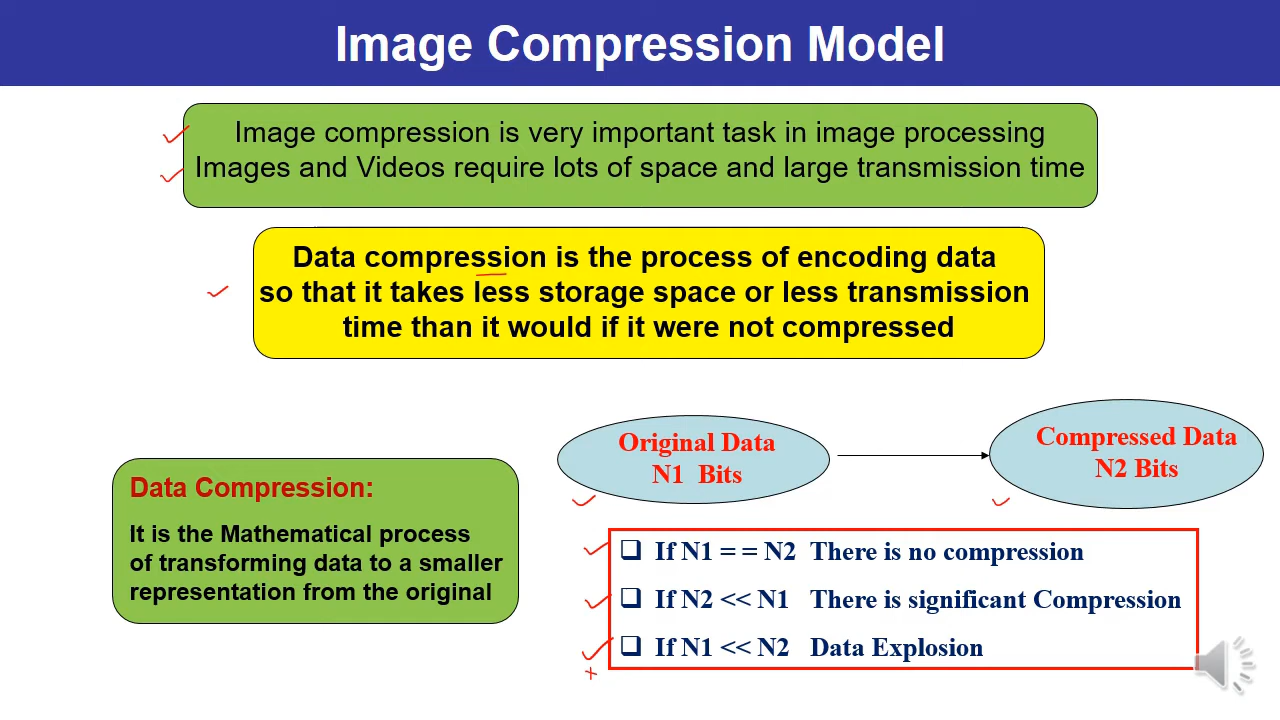 Image Compression Model
Image compression is very important task in image processing
Images and Videos require lots of space and large transmission time
Data compression is the process of encoding data
so that it takes less storage space or less transmission
time than it would if it were not compressed
Original Data
N1 Bits
Compressed Data
N2 Bits
Data Compression:
It is the Mathematical process
of transforming data to a smaller
representation from the original
If N1 = = N2 There is no compression
If N2 << N1 There is significant Compression
If N1 << N2 Data Explosion